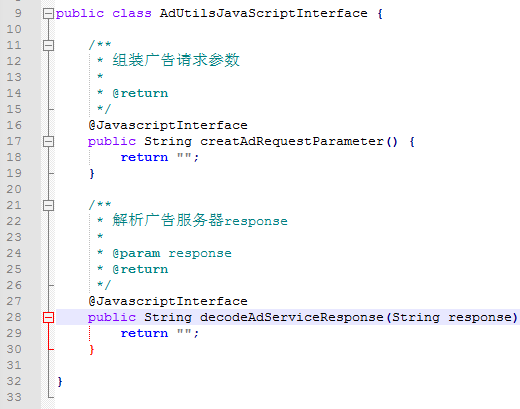 9 public class AdUtilsJavaScriptInterface {
10
11 /**
12 * 组装广告请求参数
13 *
14 * @return
15 */
16 @JavascriptInterface
17 public String creatAdRequestParameter() {
18 return "";
19 }
20
21 /**
22 * 解析广告服务器response
23 *
24 * @param response
25 * @return
26 */
27 @JavascriptInterface
28 public String decodeAdServiceResponse(String response)
29 return "";
30 }
31
32 }
33